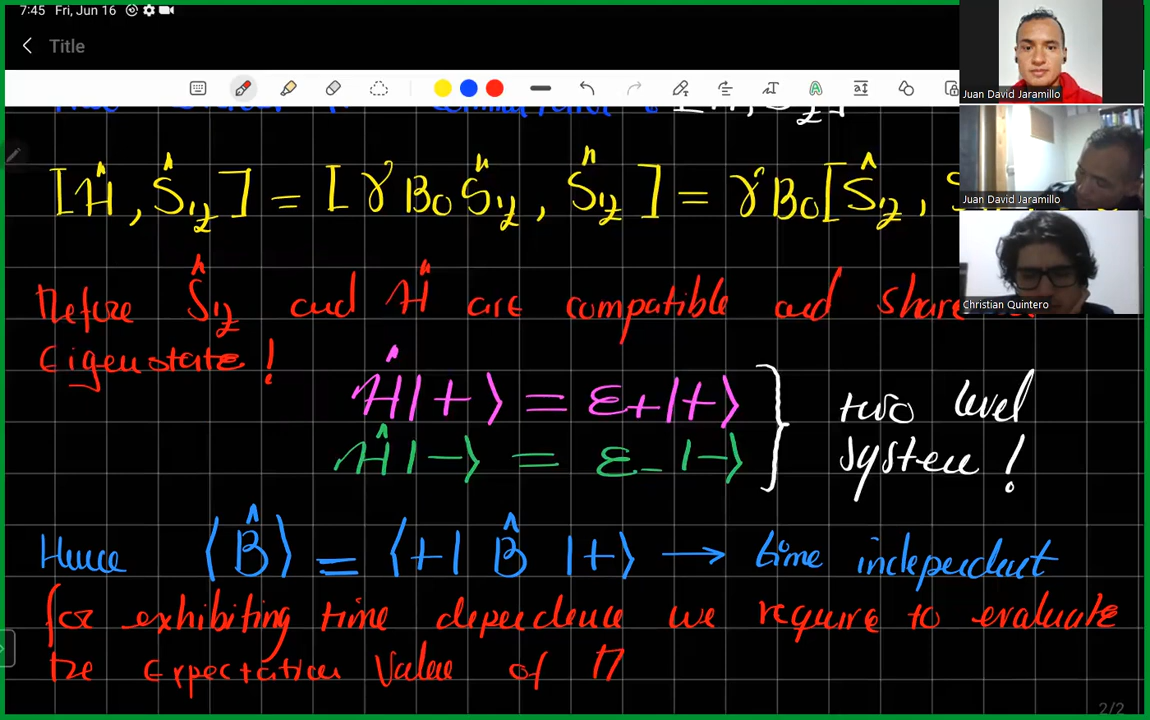 7:45 Fri, Jun 16
Title
Juan David Jaramillo
Juan David Jaramillo
Christian Quintero
[Ĥ, Ŝz] = [γB₀Ŝz, Ŝz] = γB₀[Ŝz, S
Ŝz and Ĥ are compatible and share
Eigenstate!
Ĥ|+⟩ = ε₊|+⟩
Ĥ|−⟩ = ε₋|−⟩
two level
system!
Hence ⟨B̂⟩ = ⟨+| B̂ |+⟩ → time independent
for exhibiting time dependence we require to evaluate
he expectation value of
2/2